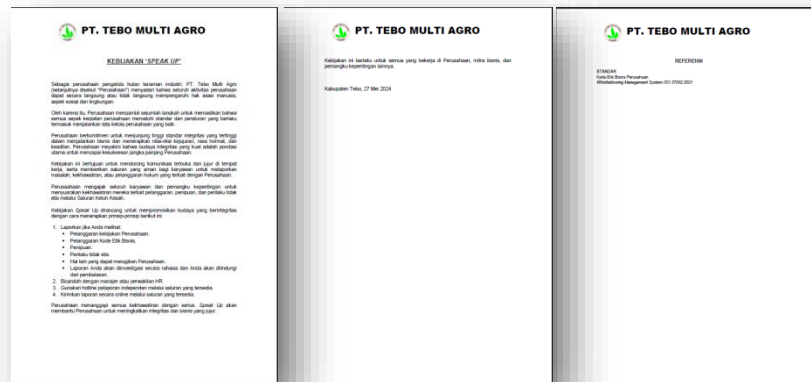 PT. TEBO MULTI AGRO
KEBIJAKAN 'SPEAK UP'
Sebagai perusahaan pengelola hutan tanaman industri, PT. Tebo Multi Agro
(selanjutnya disebut "Perusahaan") menyadari bahwa seluruh aktivitas perusahaan
dapat secara langsung atau tidak langsung mempengaruhi hak asasi manusia,
aspek sosial dan lingkungan.
Oleh karena itu, Perusahaan mengambil seluruh langkah untuk memastikan bahwa
semua aspek kegiatan perusahaan mematuhi standar dan peraturan yang berlaku
termasuk menjalankan tata kelola perusahaan yang baik.
Perusahaan berkomitmen untuk menjunjung tinggi standar integritas yang tertinggi
dalam menjalankan bisnis dan menerapkan nilai-nilai kejujuran, rasa hormat, dan
keadilan. Perusahaan meyakini bahwa budaya integritas yang kuat adalah pondasi
utama untuk mencapai kesuksesan jangka panjang Perusahaan.
Kebijakan ini bertujuan untuk mendorong komunikasi terbuka dan jujur di tempat
kerja, serta memberikan saluran yang aman bagi karyawan untuk melaporkan
masalah, kekhawatiran, atau pelanggaran hukum yang terkait dengan Perusahaan.
Perusahaan mengajak seluruh karyawan dan pemangku kepentingan untuk
menyuarakan kekhawatiran mereka terkait pelanggaran, penipuan, dan perilaku tidak
etis melalui Saluran Keluh Kesah.
Kebijakan Speak Up dirancang untuk mempromosikan budaya yang berintegritas
dengan cara menerapkan prinsip-prinsip berikut ini:
1. Laporkan jika Anda melihat:
• Pelanggaran kebijakan Perusahaan.
• Pelanggaran Kode Etik Bisnis.
• Penipuan.
• Perilaku tidak etis.
• Hal lain yang dapat merugikan Perusahaan.
• Laporan Anda akan diinvestigasi secara rahasia dan Anda akan dilindungi
dari pembalasan.
2. Bicaralah dengan manajer atau perwakilan HR.
3. Gunakan hotline pelaporan independen melalui saluran yang tersedia.
4. Kirimkan laporan secara online melalui saluran yang tersedia.
Perusahaan menanggapi semua kekhawatiran dengan serius. Speak Up akan
membantu Perusahaan untuk meningkatkan integritas dan bisnis yang jujur.
PT. TEBO MULTI AGRO
Kebijakan ini berlaku untuk semua yang bekerja di Perusahaan, mitra bisnis, dan
pemangku kepentingan lainnya.
Kabupaten Tebo, 27 Mei 2024
PT. TEBO MULTI AGRO
REFERENSI
STANDAR
Kode Etik Bisnis Perusahaan
Whistleblowing Management System ISO 37002:2021